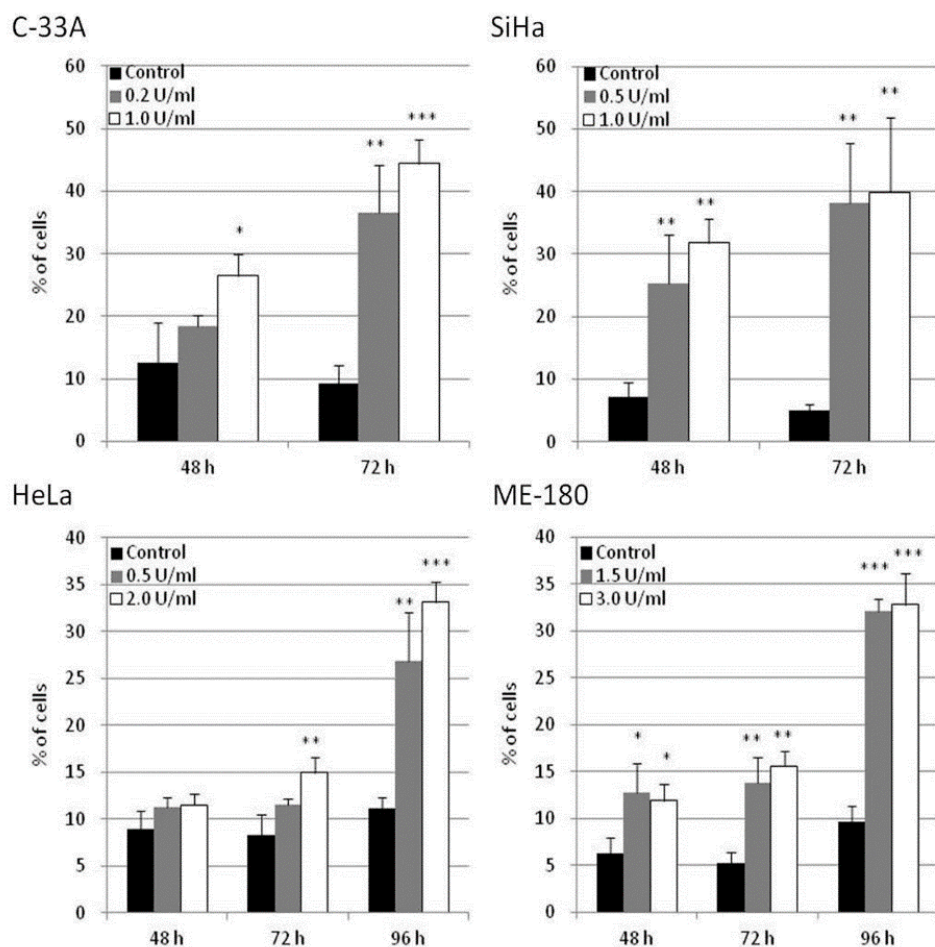 C-33A
60
50
40
30
20
10
0
% of cells
Control
0.2 U/ml
1.0 U/ml
*
**
***
48 h
72 h
SiHa
60
50
40
30
20
10
0
% of cells
Control
0.5 U/ml
1.0 U/ml
**
**
**
**
48 h
72 h
HeLa
40
35
30
25
20
15
10
5
0
% of cells
Control
0.5 U/ml
2.0 U/ml
**
**
***
48 h
72 h
96 h
ME-180
40
35
30
25
20
15
10
5
0
% of cells
Control
1.5 U/ml
3.0 U/ml
*
*
**
**
***
***
48 h
72 h
96 h